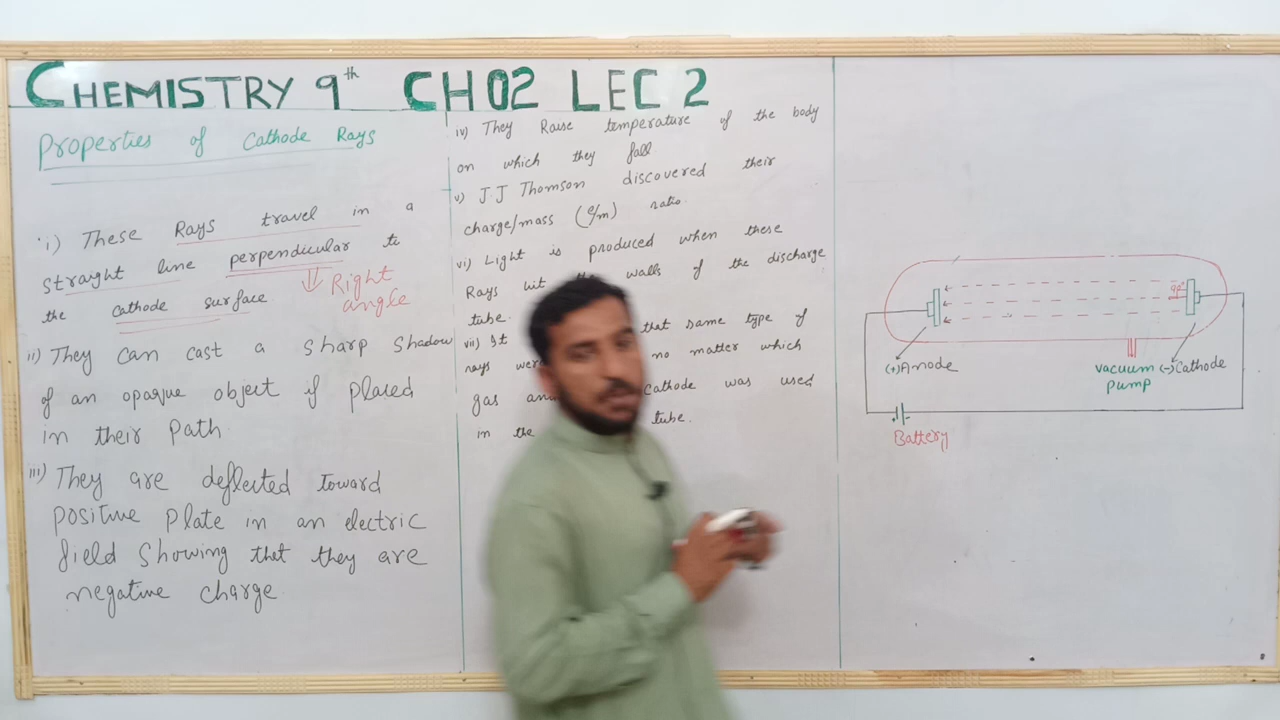 CHEMISTRY 9th CH02 LEC 2
Properties of Cathode Rays
i) These Rays travel in a
straight line perpendicular to
the cathode surface
Right
angle
ii) They can cast a sharp shadow
of an opaque object if placed
in their path.
iii) They are deflected toward
positive plate in an electric
field showing that they are
negative charge.
iv) They Raise temperature of the body
on which they fall
v) J.J Thomson discovered their
charge/mass (e/m) ratio.
vi) Light is produced when these
Rays hit the walls of the discharge
tube.
vii) It that same type of
rays no matter which
gas cathode was used
in the tube.
90°
(+) Anode
vacuum
pump
(-) Cathode
+ -
Battery